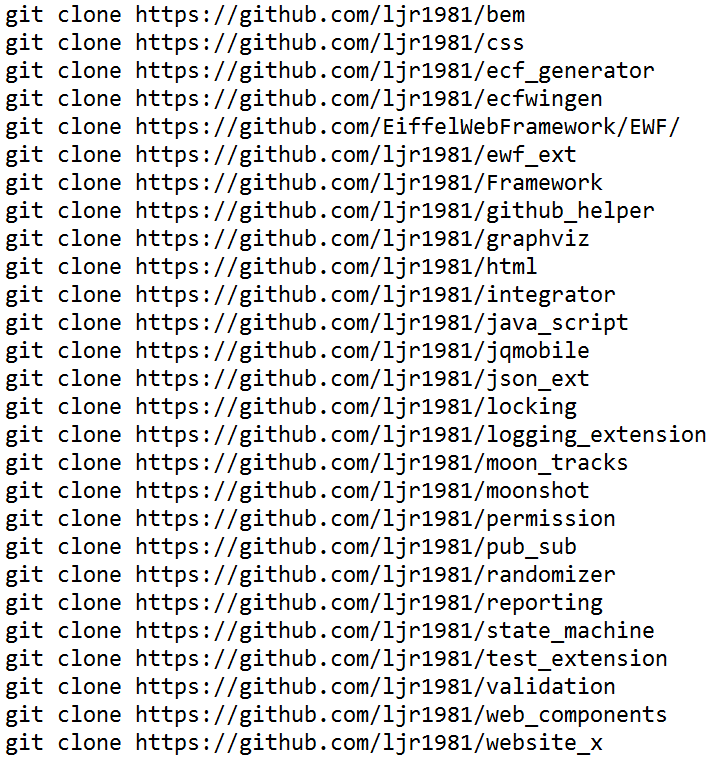 git clone https://github.com/ljr1981/bem
git clone https://github.com/ljr1981/css
git clone https://github.com/ljr1981/ecf_generator
git clone https://github.com/ljr1981/ecfwingen
git clone https://github.com/EiffelWebFramework/EWF/
git clone https://github.com/ljr1981/ewf_ext
git clone https://github.com/ljr1981/Framework
git clone https://github.com/ljr1981/github_helper
git clone https://github.com/ljr1981/graphviz
git clone https://github.com/ljr1981/html
git clone https://github.com/ljr1981/integrator
git clone https://github.com/ljr1981/java_script
git clone https://github.com/ljr1981/jqmobile
git clone https://github.com/ljr1981/json_ext
git clone https://github.com/ljr1981/locking
git clone https://github.com/ljr1981/logging_extension
git clone https://github.com/ljr1981/moon_tracks
git clone https://github.com/ljr1981/moonshot
git clone https://github.com/ljr1981/permission
git clone https://github.com/ljr1981/pub_sub
git clone https://github.com/ljr1981/randomizer
git clone https://github.com/ljr1981/reporting
git clone https://github.com/ljr1981/state_machine
git clone https://github.com/ljr1981/test_extension
git clone https://github.com/ljr1981/validation
git clone https://github.com/ljr1981/web_components
git clone https://github.com/ljr1981/website_x